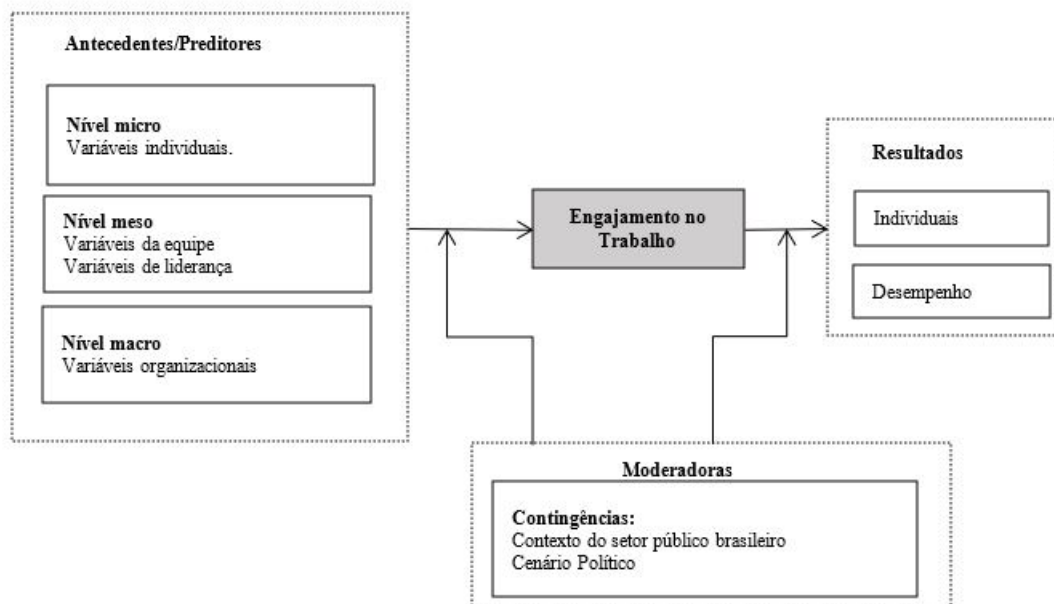 Antecedentes/Preditores
Nível micro
Variáveis individuais.
Nível meso
Variáveis da equipe
Variáveis de liderança
Nível macro
Variáveis organizacionais
Engajamento no
Trabalho
Resultados
Individuais
Desempenho
Moderadoras
Contingências:
Contexto do setor público brasileiro
Cenário Político